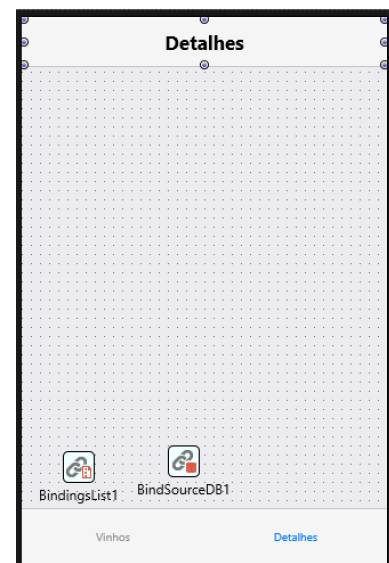 Detalhes
BindingsList1
BindSourceDB1
Vinhos
Detalhes